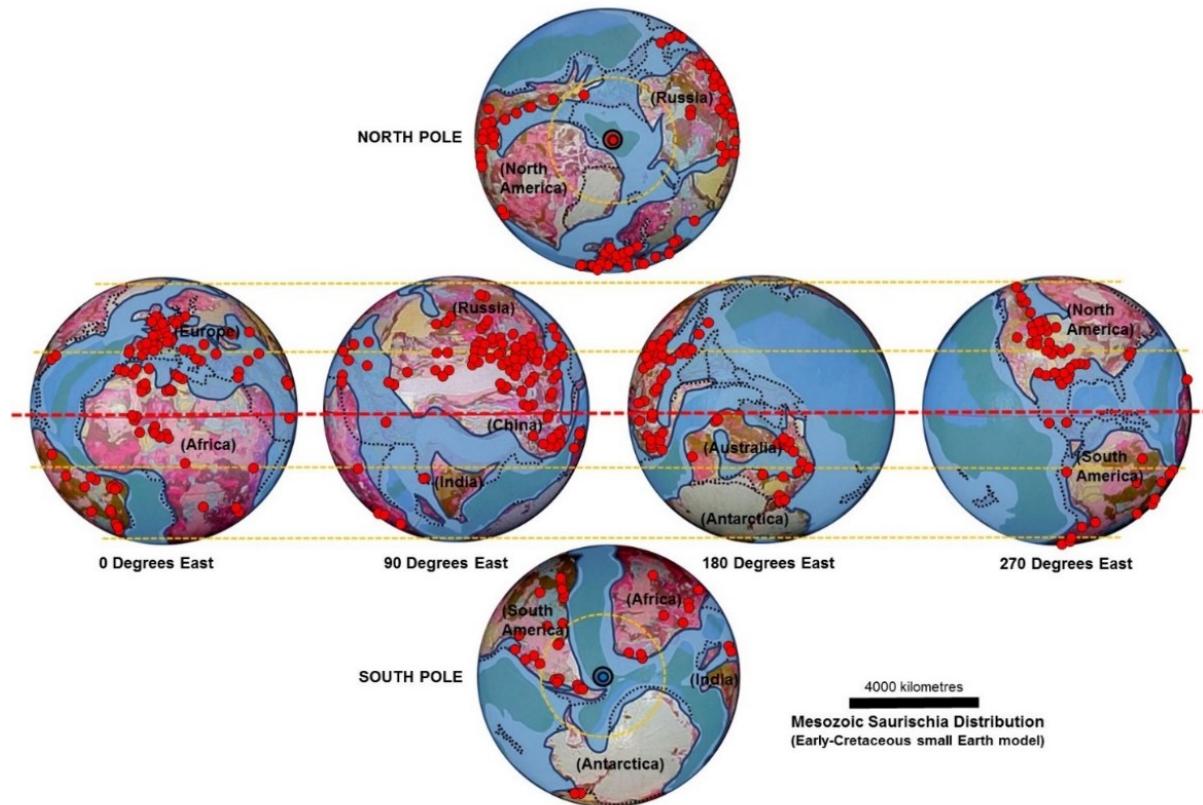 NORTH POLE
(Russia)
(North
America)
(Europe)
(Africa)
0 Degrees East
(Russia)
(China)
(India)
90 Degrees East
(Australia)
(Antarctica)
180 Degrees East
(North
America)
(South
America)
270 Degrees East
SOUTH POLE
(South
America)
(Africa)
(India)
(Antarctica)
4000 kilometres
Mesozoic Saurischia Distribution
(Early-Cretaceous small Earth model)